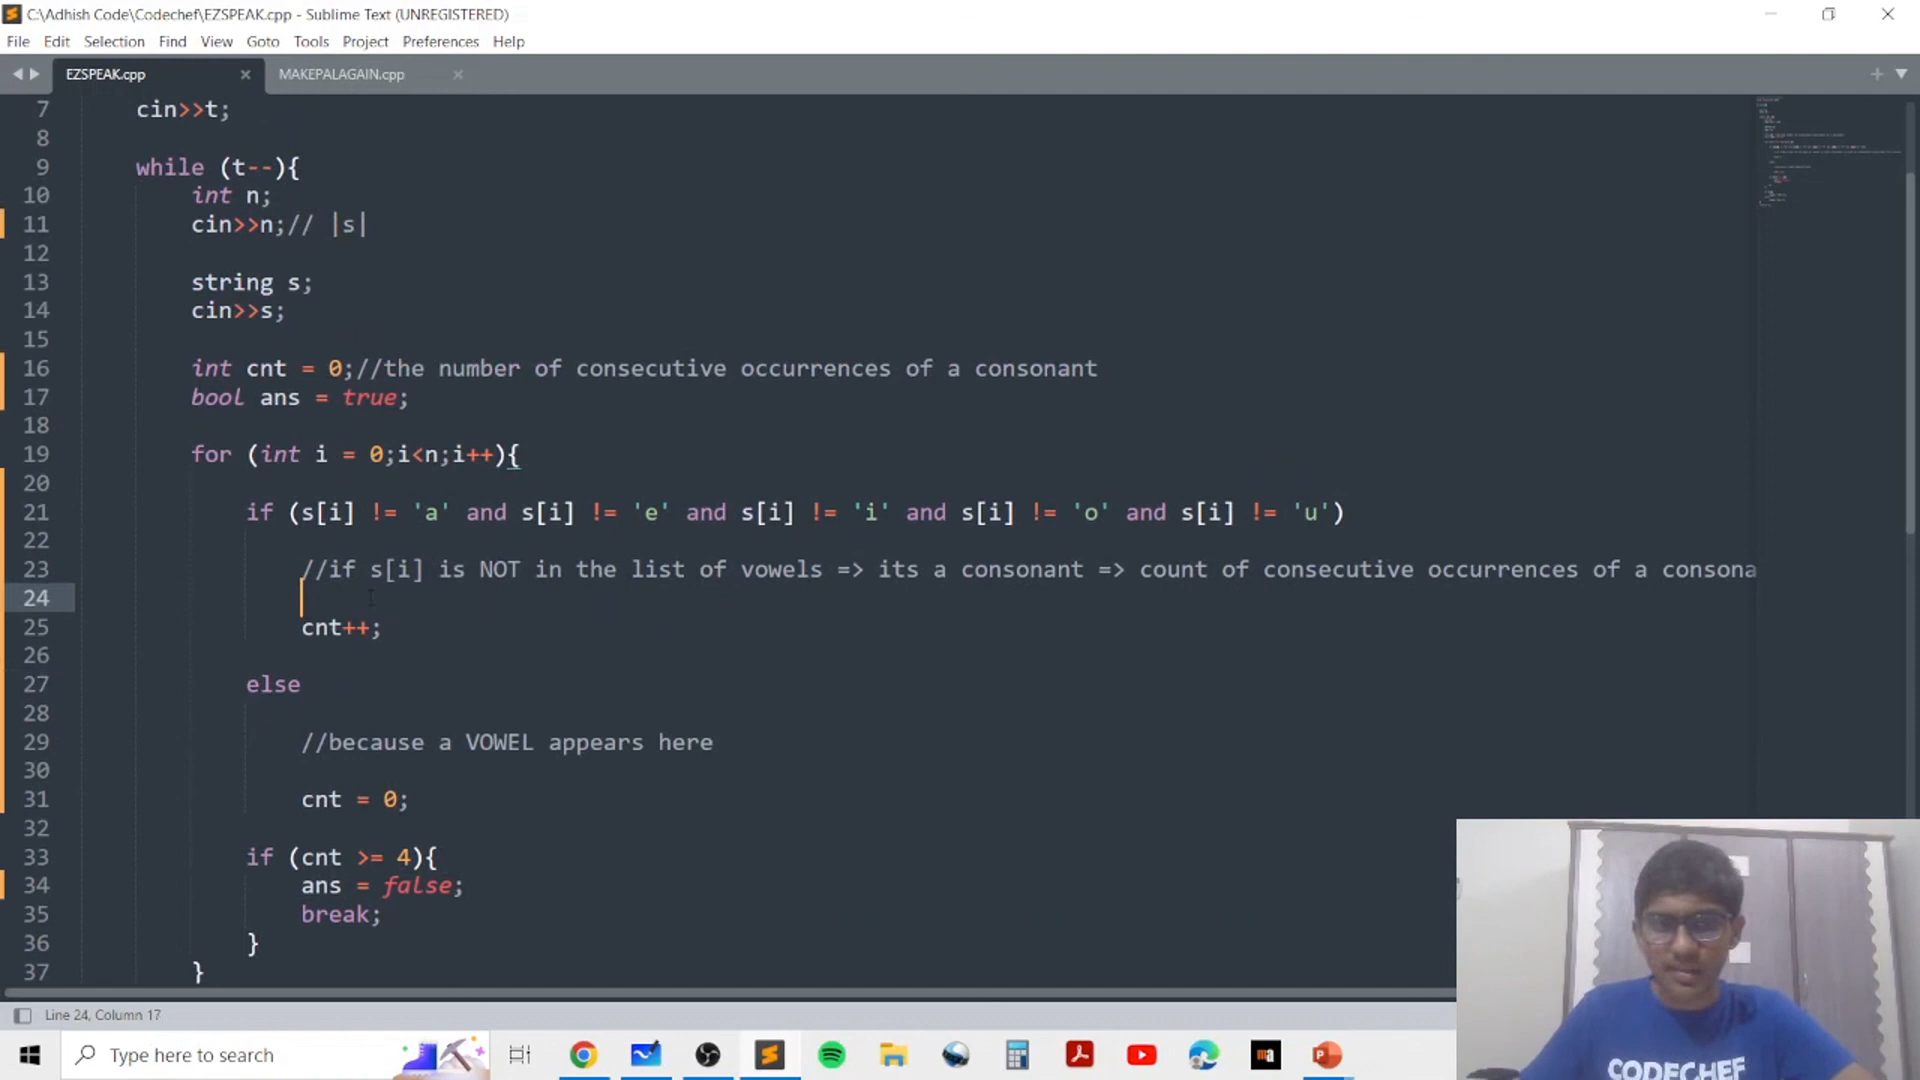 C:\Adhish Code\Codechef\EZSPEAK.cpp - Sublime Text (UNREGISTERED)
File Edit Selection Find View Goto Tools Project Preferences Help
EZSPEAK.cpp MAKEPALAGAIN.cpp
7 cin>>t;
8
9 while (t--){
10 int n;
11 cin>>n;// |s|
12
13 string s;
14 cin>>s;
15
16 int cnt = 0;//the number of consecutive occurrences of a consonant
17 bool ans = true;
18
19 for (int i = 0;i<n;i++){
20
21 if (s[i] != 'a' and s[i] != 'e' and s[i] != 'i' and s[i] != 'o' and s[i] != 'u')
22
23 //if s[i] is NOT in the list of vowels => its a consonant => count of consecutive occurrences of a consona
24
25 cnt++;
26
27 else
28
29 //because a VOWEL appears here
30
31 cnt = 0;
32
33 if (cnt >= 4){
34 ans = false;
35 break;
36 }
37 }
Line 24, Column 17
Type here to search
ma
CODECHEF